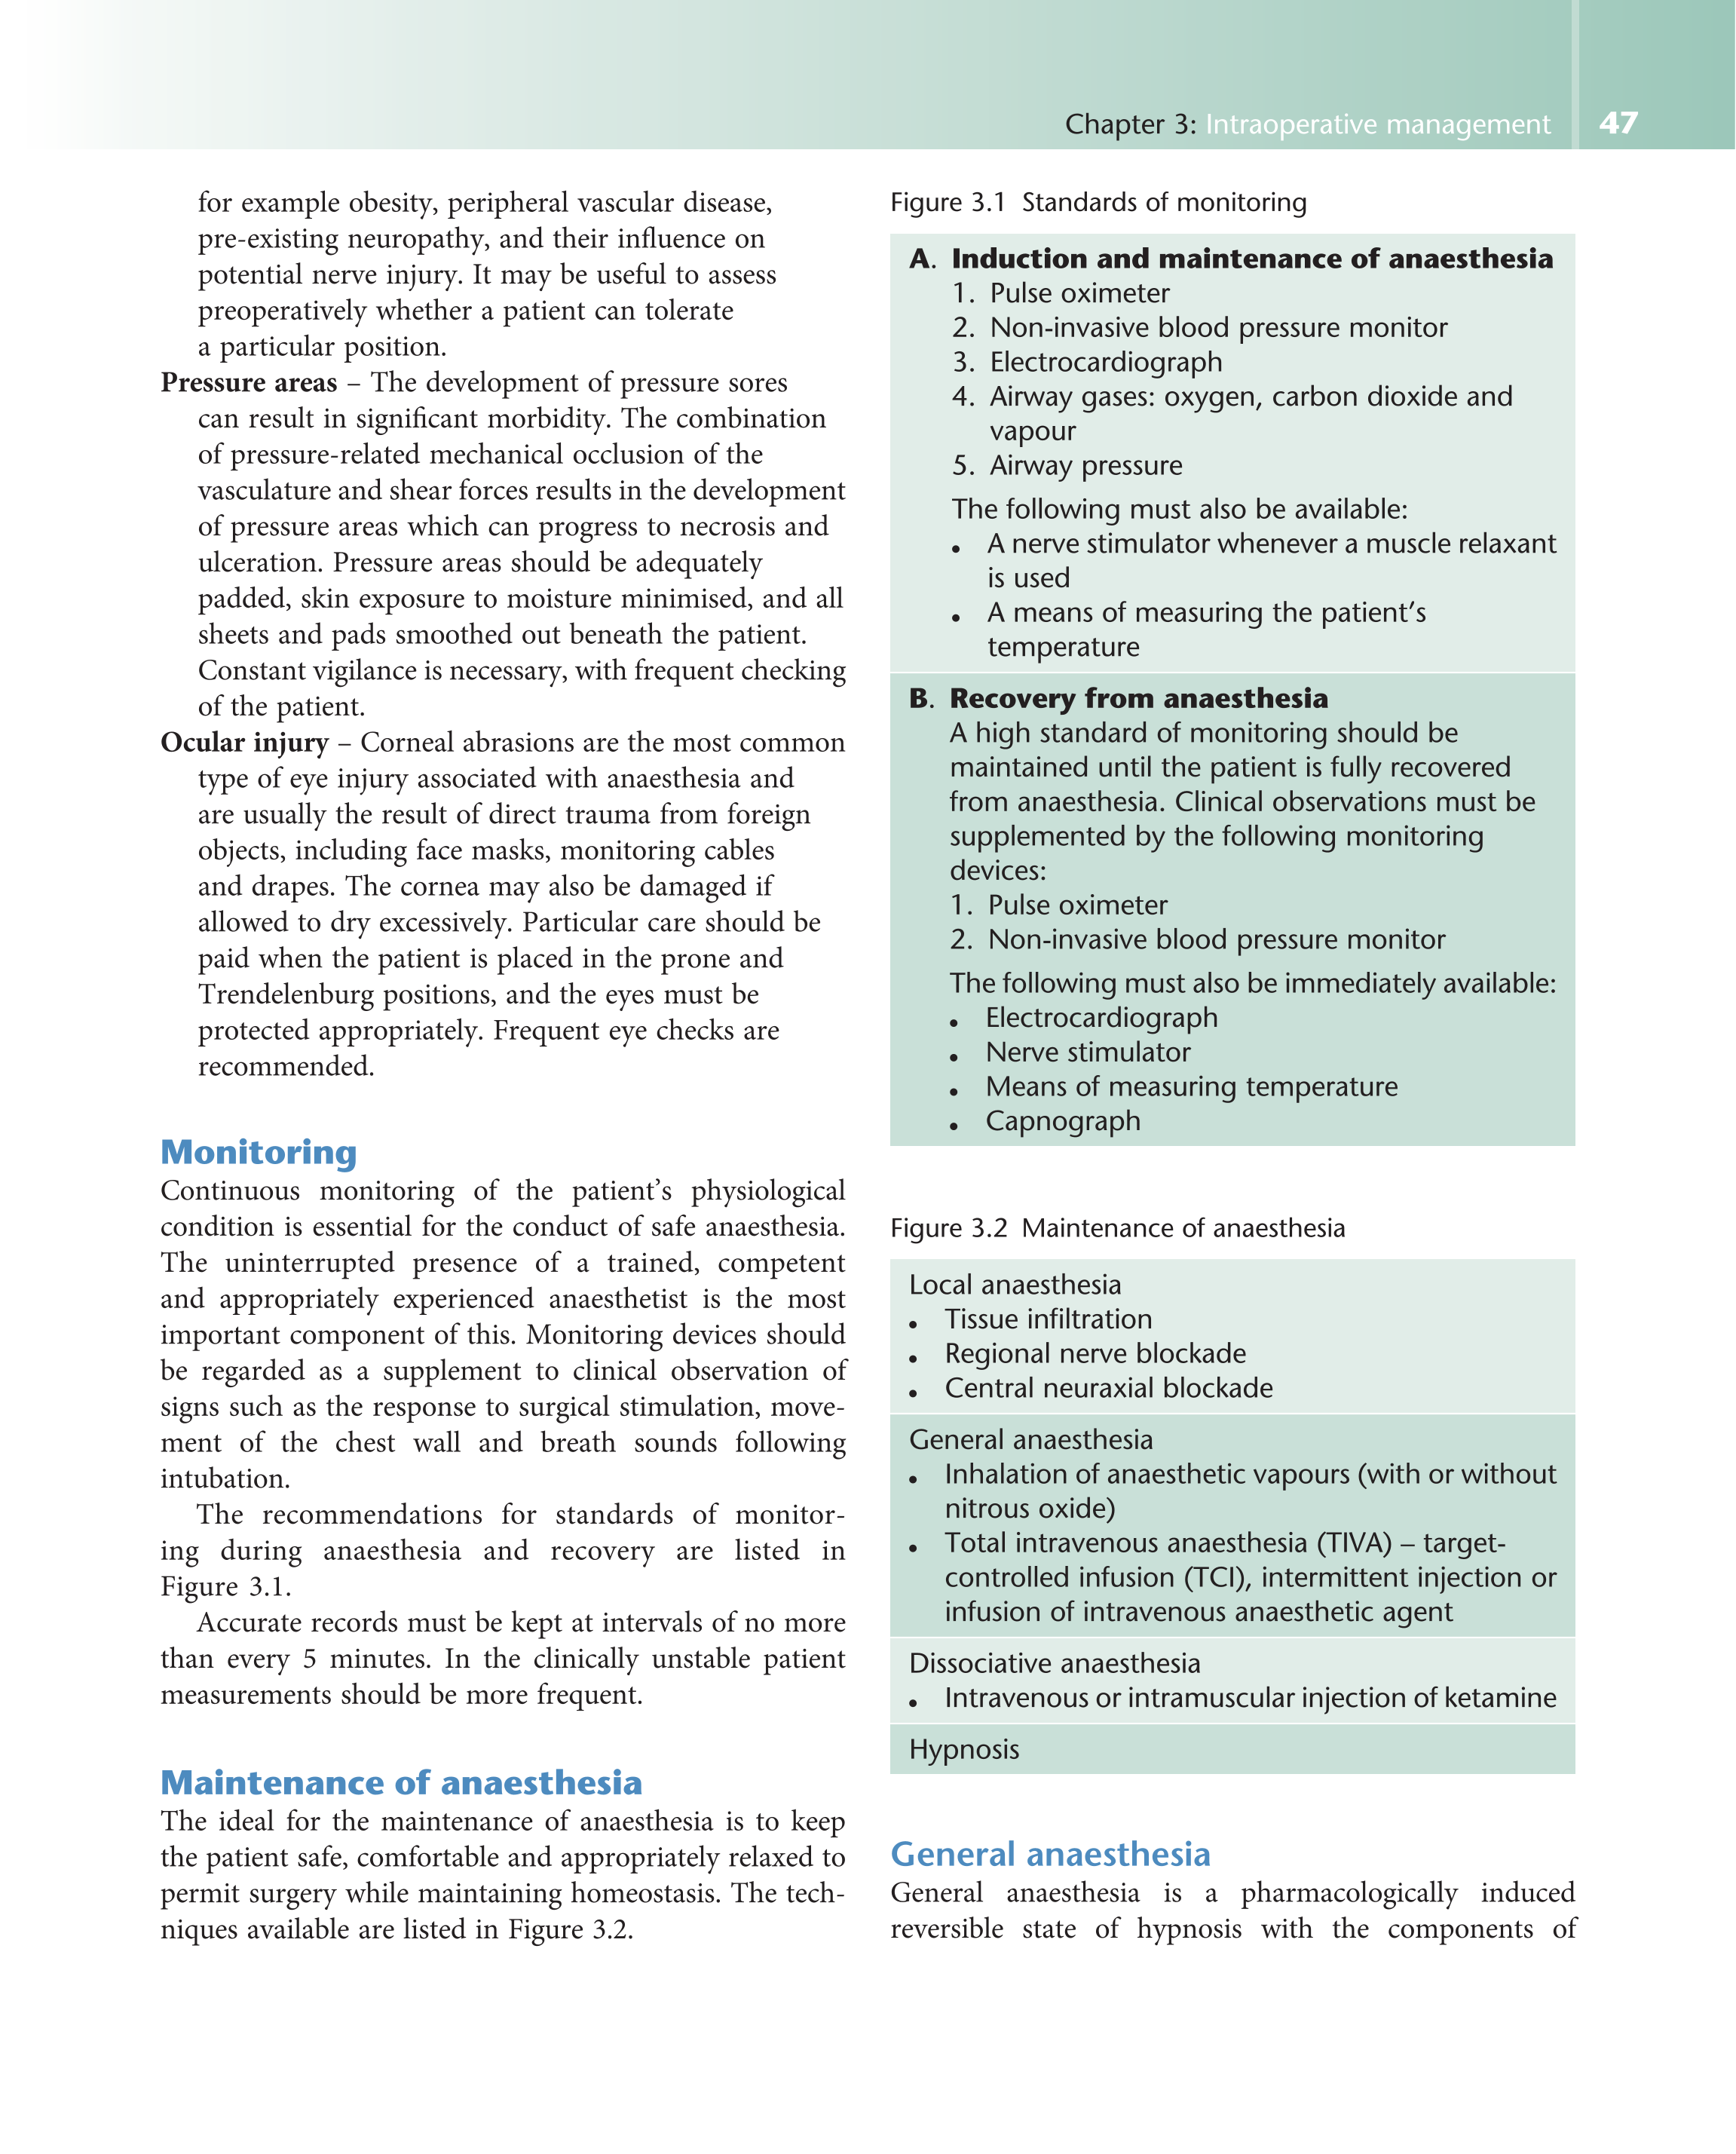 Chapter 3: Intraoperative management 47
for example obesity, peripheral vascular disease,
pre-existing neuropathy, and their influence on
potential nerve injury. It may be useful to assess
preoperatively whether a patient can tolerate
a particular position.
Pressure areas – The development of pressure sores
can result in significant morbidity. The combination
of pressure-related mechanical occlusion of the
vasculature and shear forces results in the development
of pressure areas which can progress to necrosis and
ulceration. Pressure areas should be adequately
padded, skin exposure to moisture minimised, and all
sheets and pads smoothed out beneath the patient.
Constant vigilance is necessary, with frequent checking
of the patient.
Ocular injury – Corneal abrasions are the most common
type of eye injury associated with anaesthesia and
are usually the result of direct trauma from foreign
objects, including face masks, monitoring cables
and drapes. The cornea may also be damaged if
allowed to dry excessively. Particular care should be
paid when the patient is placed in the prone and
Trendelenburg positions, and the eyes must be
protected appropriately. Frequent eye checks are
recommended.
Monitoring
Continuous monitoring of the patient's physiological
condition is essential for the conduct of safe anaesthesia.
The uninterrupted presence of a trained, competent
and appropriately experienced anaesthetist is the most
important component of this. Monitoring devices should
be regarded as a supplement to clinical observation of
signs such as the response to surgical stimulation, move-
ment of the chest wall and breath sounds following
intubation.
The recommendations for standards of monitor-
ing during anaesthesia and recovery are listed in
Figure 3.1.
Accurate records must be kept at intervals of no more
than every 5 minutes. In the clinically unstable patient
measurements should be more frequent.
Maintenance of anaesthesia
The ideal for the maintenance of anaesthesia is to keep
the patient safe, comfortable and appropriately relaxed to
permit surgery while maintaining homeostasis. The tech-
niques available are listed in Figure 3.2.
Figure 3.1 Standards of monitoring
A. Induction and maintenance of anaesthesia
1. Pulse oximeter
2. Non-invasive blood pressure monitor
3. Electrocardiograph
4. Airway gases: oxygen, carbon dioxide and
vapour
5. Airway pressure
The following must also be available:
• A nerve stimulator whenever a muscle relaxant
is used
• A means of measuring the patient's
temperature
B. Recovery from anaesthesia
A high standard of monitoring should be
maintained until the patient is fully recovered
from anaesthesia. Clinical observations must be
supplemented by the following monitoring
devices:
1. Pulse oximeter
2. Non-invasive blood pressure monitor
The following must also be immediately available:
• Electrocardiograph
• Nerve stimulator
• Means of measuring temperature
• Capnograph
Figure 3.2 Maintenance of anaesthesia
Local anaesthesia
• Tissue infiltration
• Regional nerve blockade
• Central neuraxial blockade
General anaesthesia
• Inhalation of anaesthetic vapours (with or without
nitrous oxide)
• Total intravenous anaesthesia (TIVA) – target-
controlled infusion (TCI), intermittent injection or
infusion of intravenous anaesthetic agent
Dissociative anaesthesia
• Intravenous or intramuscular injection of ketamine
Hypnosis
General anaesthesia
General anaesthesia is a pharmacologically induced
reversible state of hypnosis with the components of